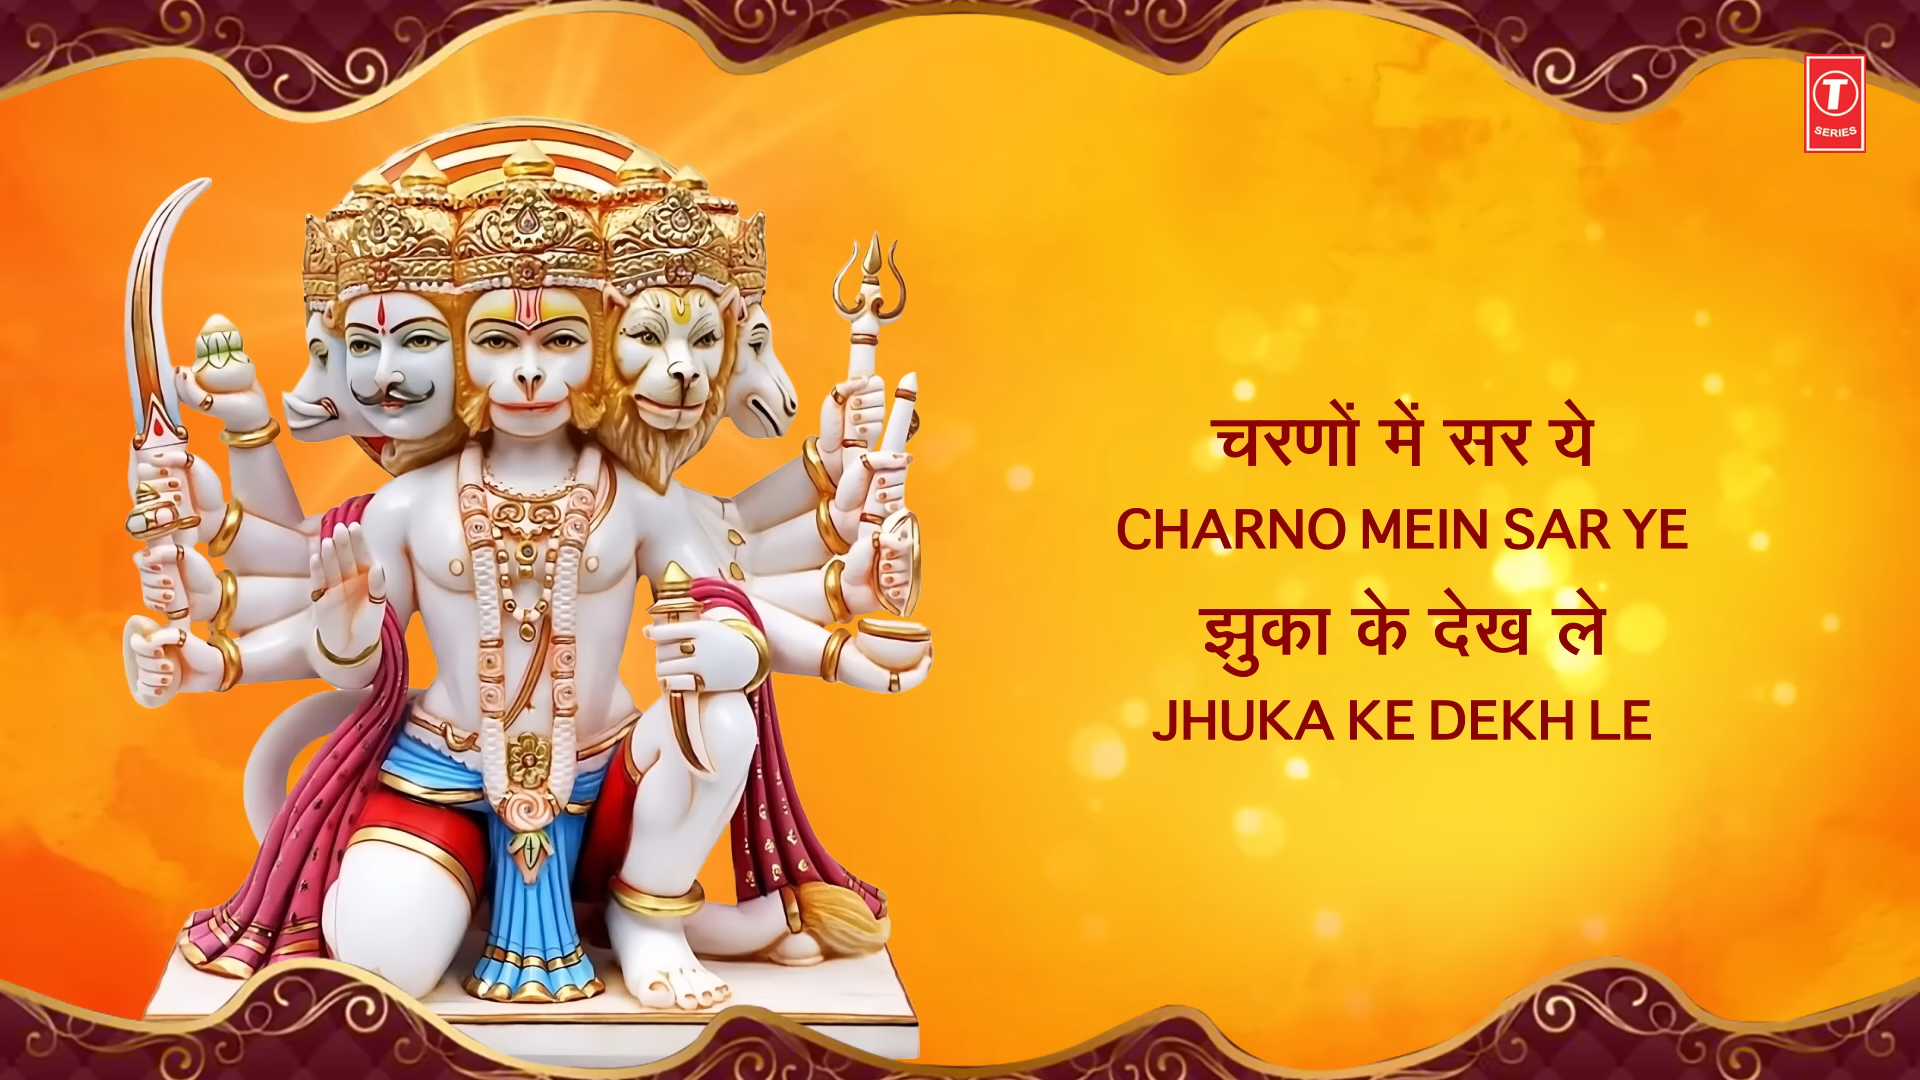 T
SERIES
चरणों में सर ये
CHARNO MEIN SAR YE
झुका के देख ले
JHUKA KE DEKH LE